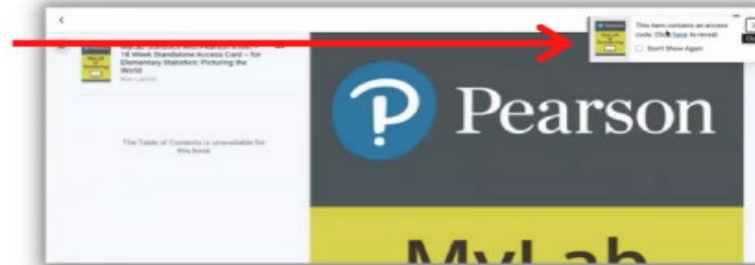 MyLab Statistics with Pearson eText --
18 Week Standalone Access Card -- for
Elementary Statistics: Picturing the
World
Ron Larson
The Table of Contents is unavailable for
this book
Pearson
MyLab
This item contains an access
code. Click here to reveal.
Don't Show Again